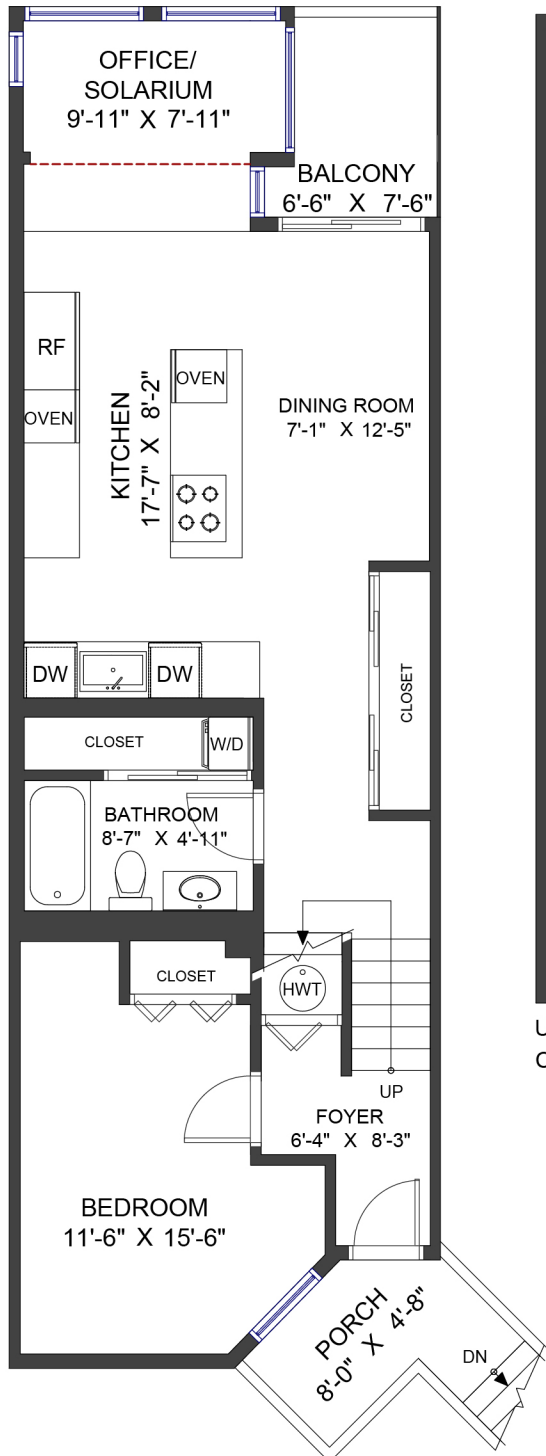 OFFICE/
SOLARIUM
9'-11" X 7'-11"
BALCONY
6'-6" X 7'-6"
RF
OVEN
OVEN
KITCHEN
17'-7" X 8'-2"
DINING ROOM
7'-1" X 12'-5"
DW
DW
CLOSET
CLOSET
W/D
BATHROOM
8'-7" X 4'-11"
CLOSET
HWT
UP
FOYER
6'-4" X 8'-3"
BEDROOM
11'-6" X 15'-6"
PORCH
8'-0" X 4'-8"
DN